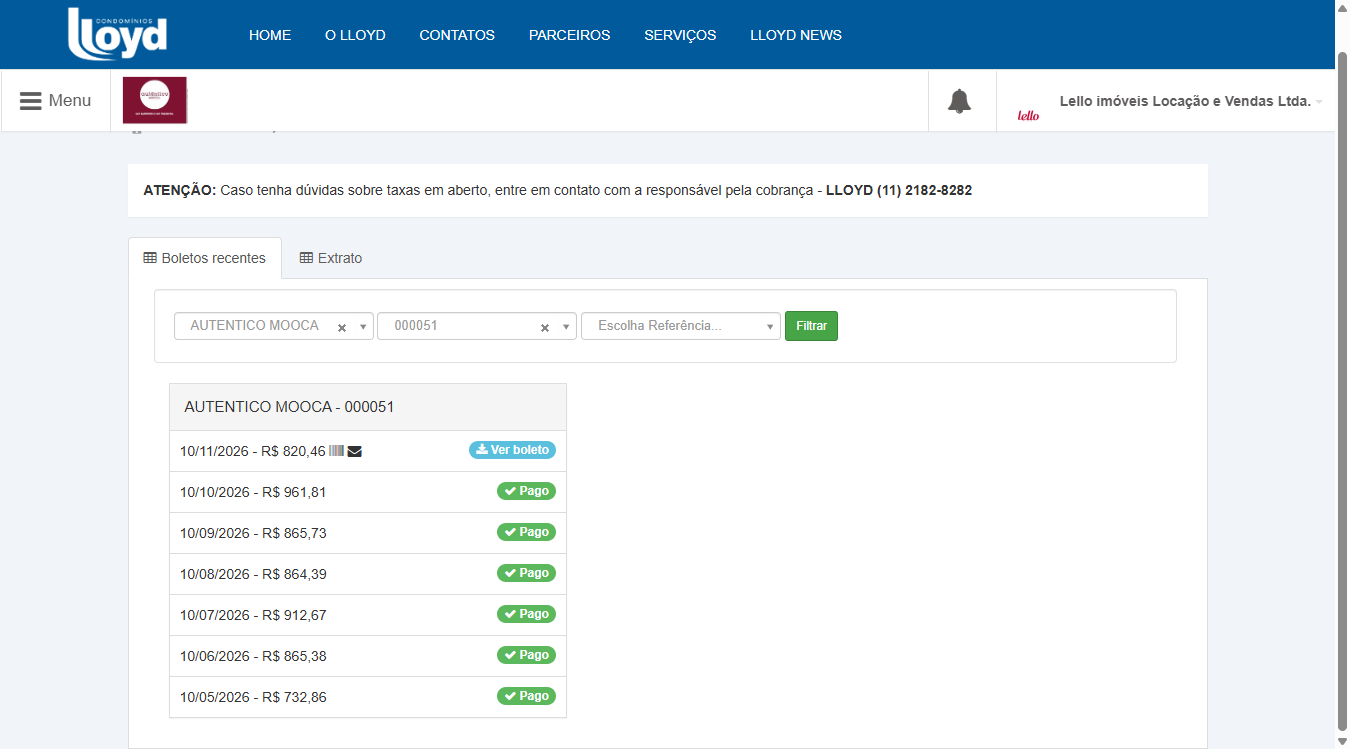 CONDOMÍNIOS
Lloyd
HOME O LLOYD CONTATOS PARCEIROS SERVIÇOS LLOYD NEWS
Menu
autêntico
lello
Lello imóveis Locação e Vendas Ltda.
ATENÇÃO: Caso tenha dúvidas sobre taxas em aberto, entre em contato com a responsável pela cobrança - LLOYD (11) 2182-8282
Boletos recentes Extrato
AUTENTICO MOOCA × 000051 × Escolha Referência... Filtrar
AUTENTICO MOOCA - 000051
10/11/2026 - R$ 820,46 Ver boleto
10/10/2026 - R$ 961,81 Pago
10/09/2026 - R$ 865,73 Pago
10/08/2026 - R$ 864,39 Pago
10/07/2026 - R$ 912,67 Pago
10/06/2026 - R$ 865,38 Pago
10/05/2026 - R$ 732,86 Pago